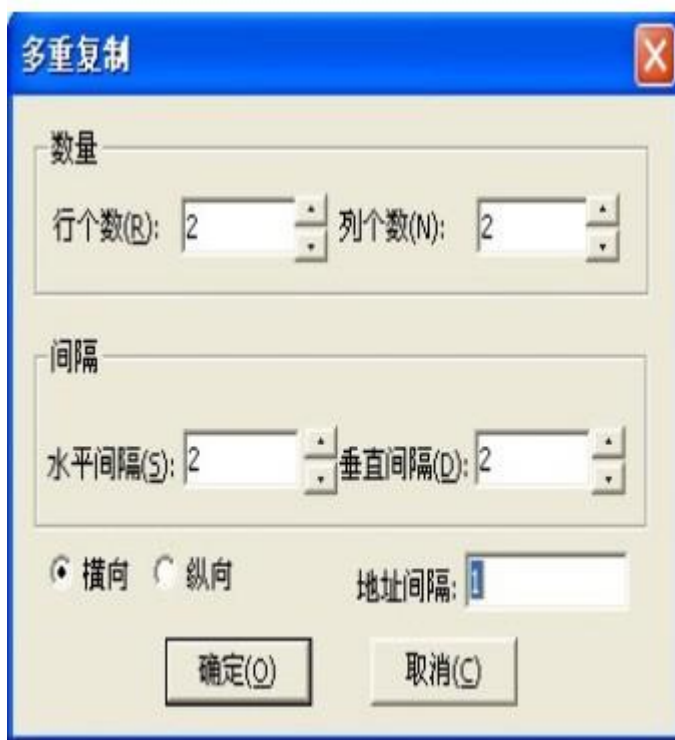 多重复制
数量
行个数(R): 2 列个数(N): 2
间隔
水平间隔(S): 2 垂直间隔(D): 2
横向 纵向 地址间隔: 1
确定(O) 取消(C)